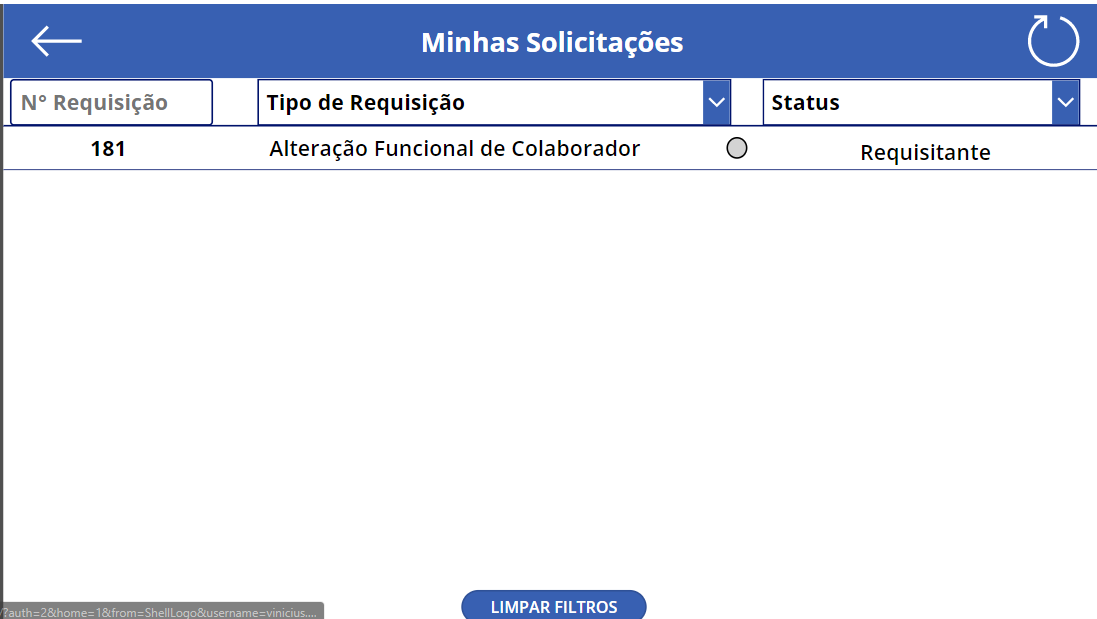 Minhas Solicitações
N° Requisição
Tipo de Requisição
Status
181
Alteração Funcional de Colaborador
Requisitante
LIMPAR FILTROS
/?auth=2&home=1&from=ShellLogo&username=vinicius....